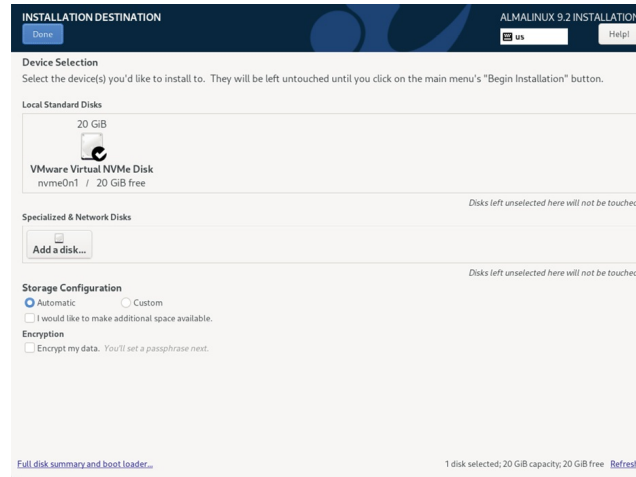 INSTALLATION DESTINATION
ALMALINUX 9.2 INSTALLATION
Done
us
Help!
Device Selection
Select the device(s) you'd like to install to. They will be left untouched until you click on the main menu's "Begin Installation" button.
Local Standard Disks
20 GiB
VMware Virtual NVMe Disk
nvme0n1 / 20 GiB free
Disks left unselected here will not be touched
Specialized & Network Disks
Add a disk...
Disks left unselected here will not be touched
Storage Configuration
Automatic Custom
I would like to make additional space available.
Encryption
Encrypt my data. You'll set a passphrase next.
Full disk summary and boot loader...
1 disk selected; 20 GiB capacity; 20 GiB free Refresh